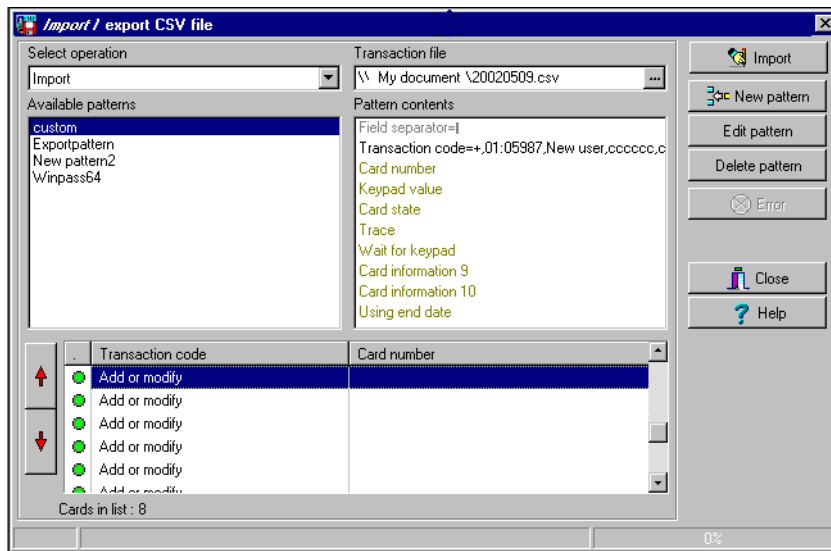 Import / export CSV file
Select operation
Import
Available patterns
custom
Exportpattern
New pattern2
Winpass64
Transaction file
\\ My document \20020509.csv
...
Pattern contents
Field separator=|
Transaction code=+,01:05987,New user,cccccc,c
Card number
Keypad value
Card state
Trace
Wait for keypad
Card information 9
Card information 10
Using end date
Import
New pattern
Edit pattern
Delete pattern
Error
Close
Help
. Transaction code Card number
Add or modify
Add or modify
Add or modify
Add or modify
Add or modify
Add or modify
Cards in list : 8
0%